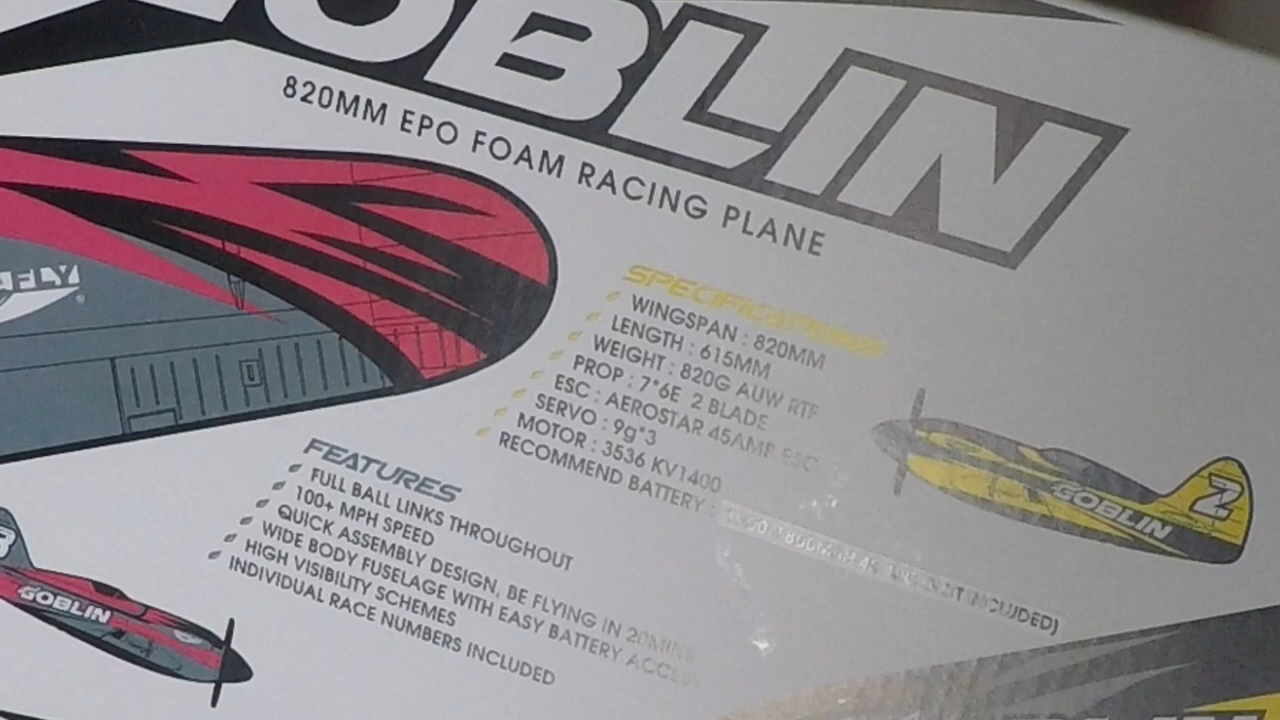 GOBLIN
820MM EPO FOAM RACING PLANE
FLY
SPECIFICATIONS
WINGSPAN : 820MM
LENGTH : 615MM
WEIGHT : 820G AUW RTF
PROP : 7*6E 2 BLADE
ESC : AEROSTAR 45AMP ESC
SERVO : 9g*3
MOTOR : 3536 KV1400
RECOMMEND BATTERY :
INCLUDED)
GOBLIN
2
FEATURES
FULL BALL LINKS THROUGHOUT
100+ MPH SPEED
QUICK ASSEMBLY DESIGN, BE FLYING IN 20MINS
WIDE BODY FUSELAGE WITH EASY BATTERY ACCESS
HIGH VISIBILITY SCHEMES
INDIVIDUAL RACE NUMBERS INCLUDED
GOBLIN